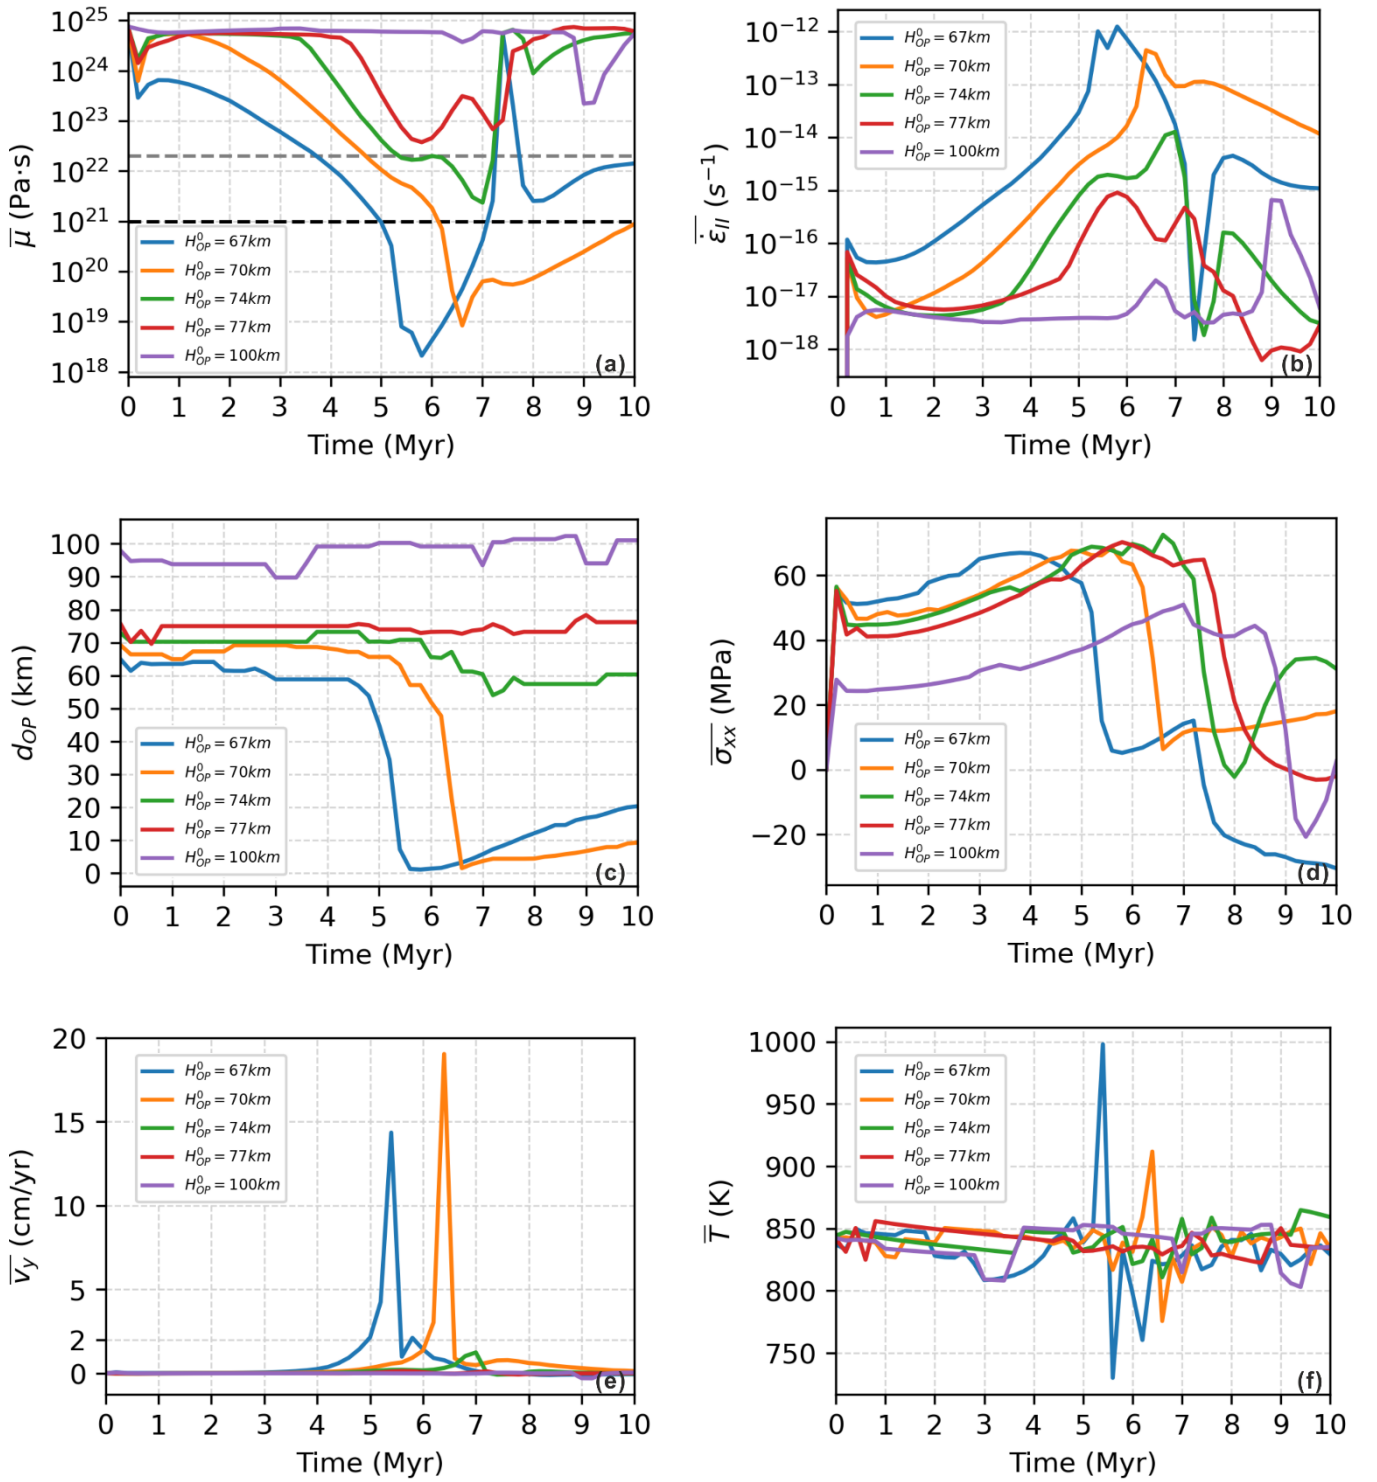 10^25
10^24
10^23
10^22
10^21
10^20
10^19
10^18
μ̅ (Pa·s)
H^0_OP = 67km
H^0_OP = 70km
H^0_OP = 74km
H^0_OP = 77km
H^0_OP = 100km
(a)
0 1 2 3 4 5 6 7 8 9 10
Time (Myr)
10^−12
10^−13
10^−14
10^−15
10^−16
10^−17
10^−18
ε̇_II (s^−1)
H^0_OP = 67km
H^0_OP = 70km
H^0_OP = 74km
H^0_OP = 77km
H^0_OP = 100km
(b)
0 1 2 3 4 5 6 7 8 9 10
Time (Myr)
100
90
80
70
60
50
40
30
20
10
0
d_OP (km)
H^0_OP = 67km
H^0_OP = 70km
H^0_OP = 74km
H^0_OP = 77km
H^0_OP = 100km
(c)
0 1 2 3 4 5 6 7 8 9 10
Time (Myr)
60
40
20
0
−20
σ_xx (MPa)
H^0_OP = 67km
H^0_OP = 70km
H^0_OP = 74km
H^0_OP = 77km
H^0_OP = 100km
(d)
0 1 2 3 4 5 6 7 8 9 10
Time (Myr)
20
15
10
5
2
0
v_y (cm/yr)
H^0_OP = 67km
H^0_OP = 70km
H^0_OP = 74km
H^0_OP = 77km
H^0_OP = 100km
(e)
0 1 2 3 4 5 6 7 8 9 10
Time (Myr)
1000
950
900
850
800
750
T̅ (K)
H^0_OP = 67km
H^0_OP = 70km
H^0_OP = 74km
H^0_OP = 77km
H^0_OP = 100km
(f)
0 1 2 3 4 5 6 7 8 9 10
Time (Myr)